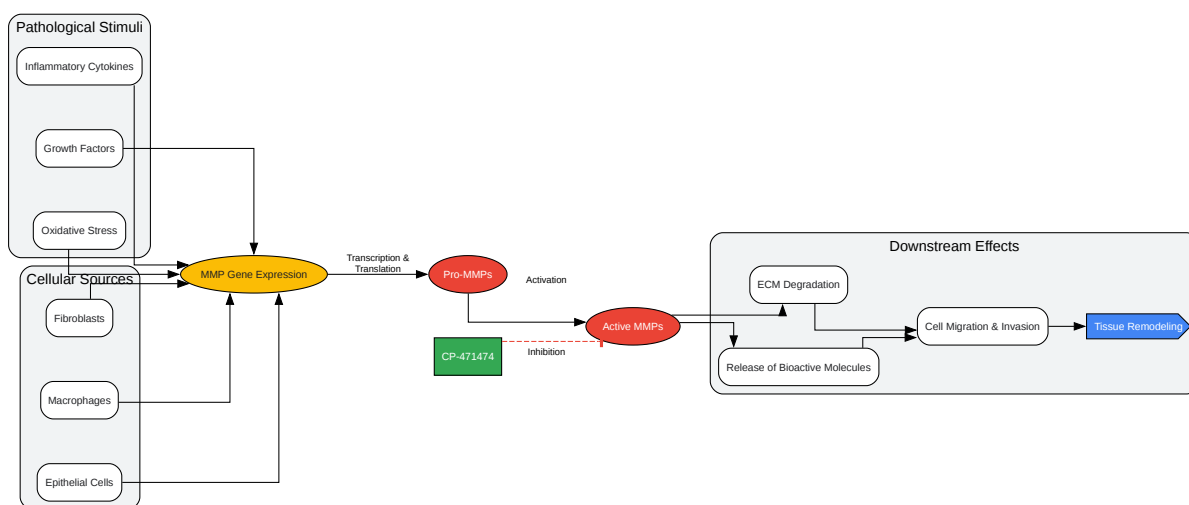 Pathological Stimuli
Inflammatory Cytokines
Growth Factors
Oxidative Stress
Cellular Sources
Fibroblasts
Macrophages
Epithelial Cells
MMP Gene Expression
Transcription &
Translation
Pro-MMPs
Activation
Active MMPs
CP-471474
Inhibition
Downstream Effects
ECM Degradation
Release of Bioactive Molecules
Cell Migration & Invasion
Tissue Remodeling